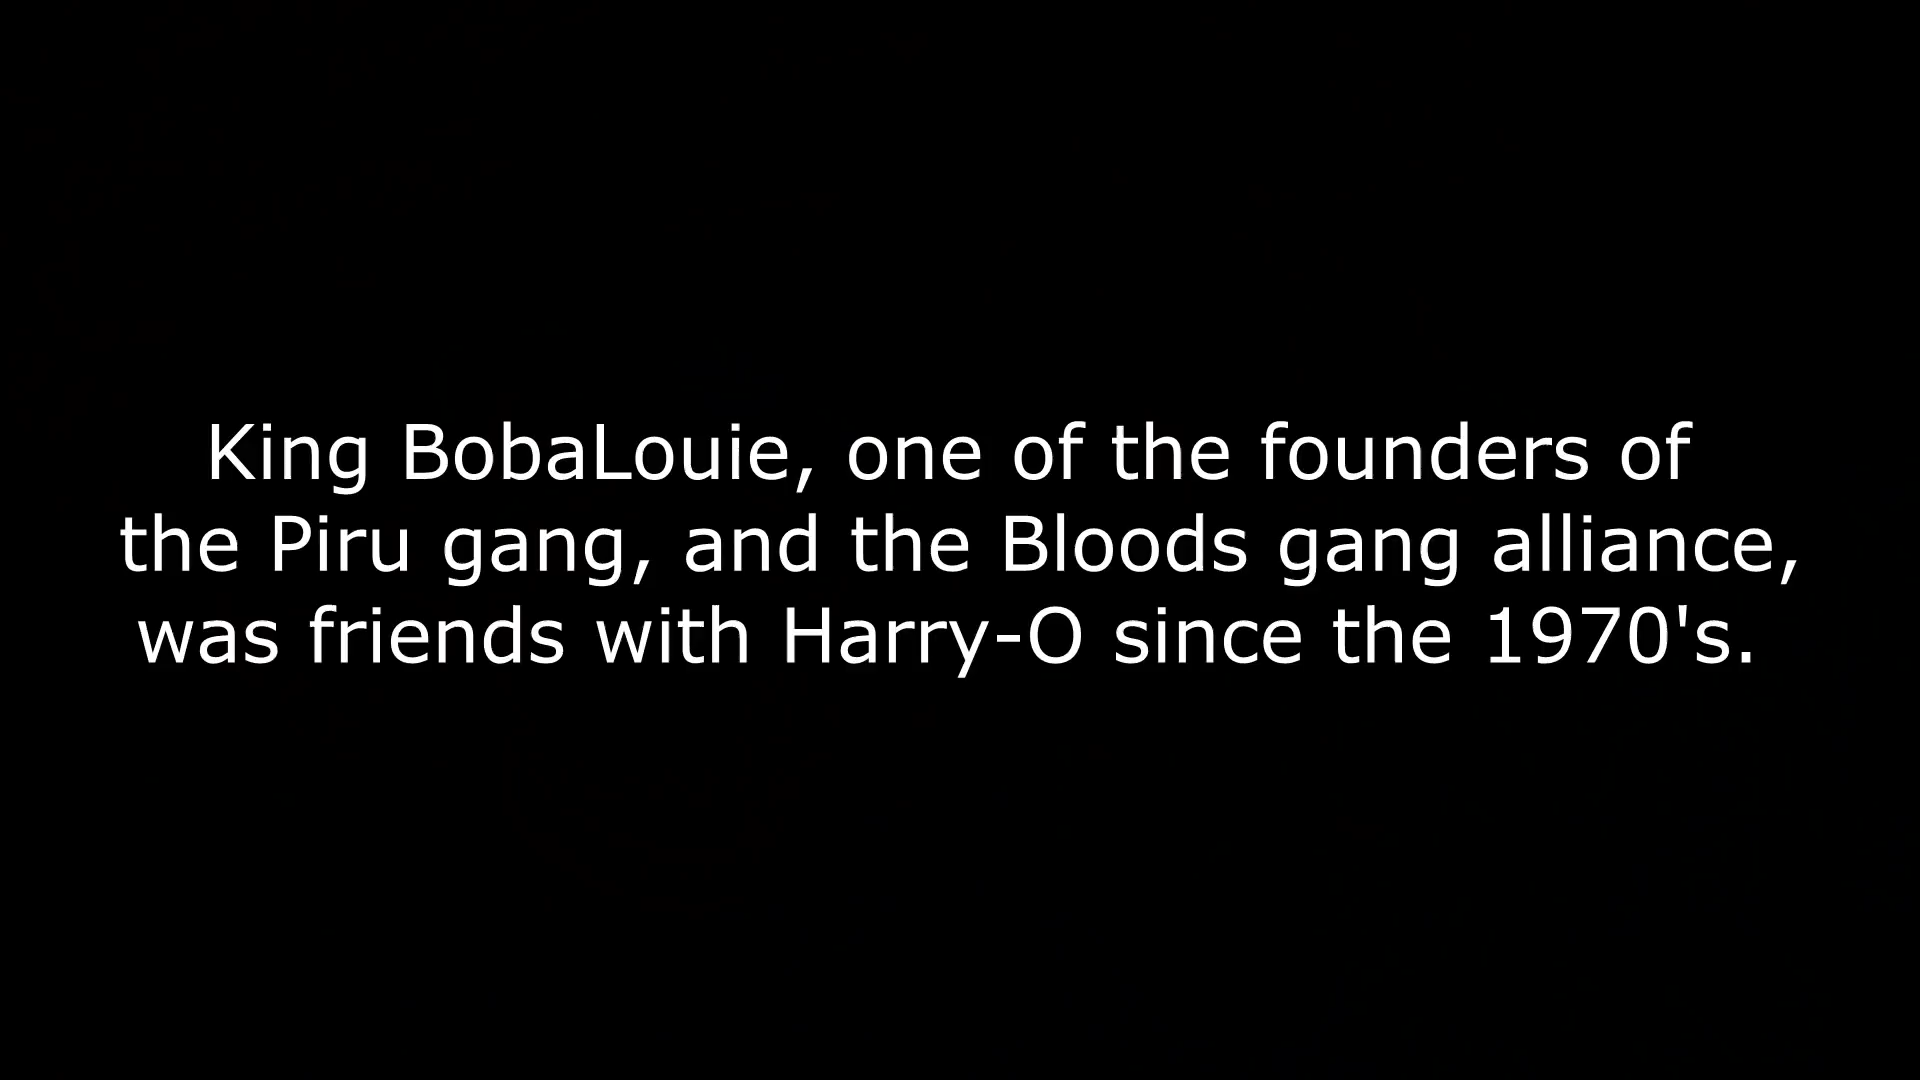 King BobaLouie, one of the founders of
the Piru gang, and the Bloods gang alliance,
was friends with Harry-O since the 1970's.